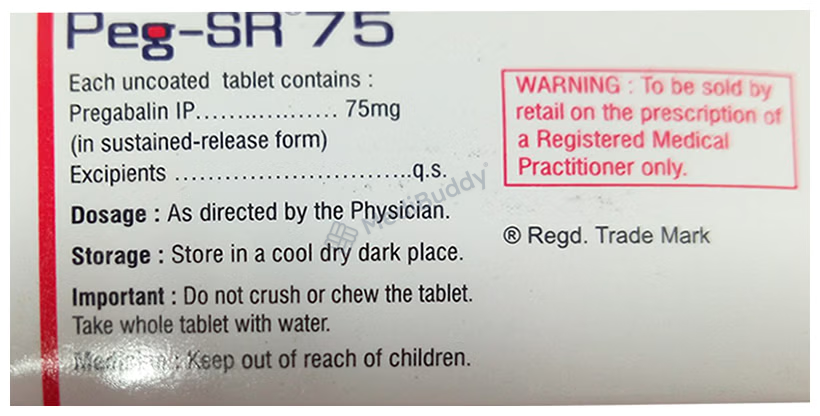 Peg-SR® 75
Each uncoated tablet contains :
Pregabalin IP.................... 75mg
(in sustained-release form)
Excipients ..............................q.s.
Dosage : As directed by the Physician.
Storage : Store in a cool dry dark place.
Important : Do not crush or chew the tablet.
Take whole tablet with water.
: Keep out of reach of children.
WARNING : To be sold by
retail on the prescription of
a Registered Medical
Practitioner only.
® Regd. Trade Mark
MediBuddy